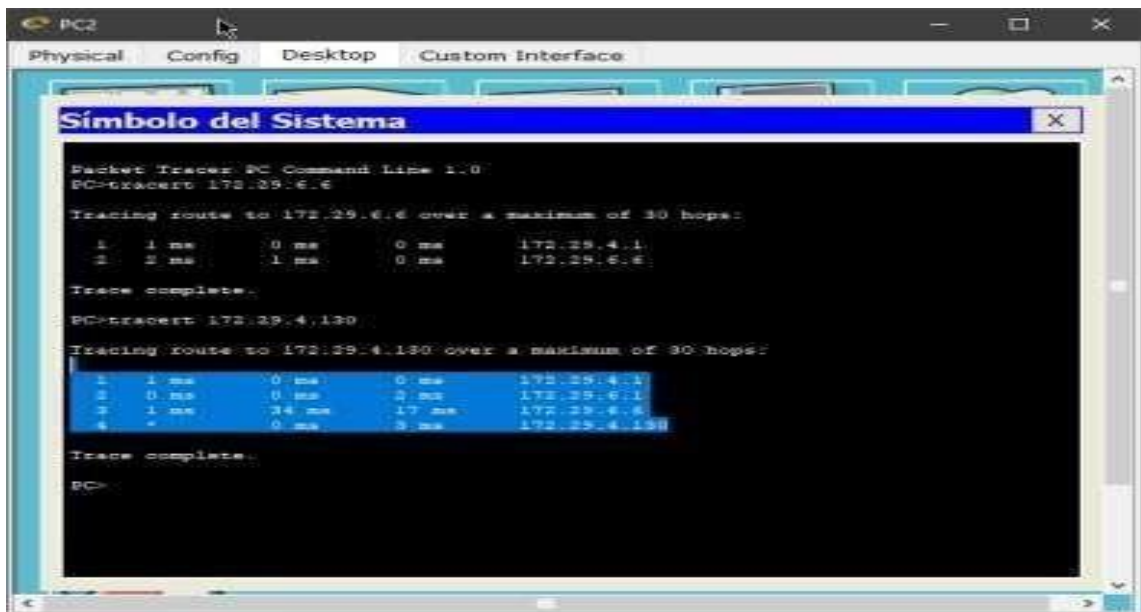 PC2
Physical Config Desktop Custom Interface
Símbolo del Sistema
X
Packet Tracer PC Command Line 1.0
PC>tracert 172.29.6.6
Tracing route to 172.29.6.6 over a maximum of 30 hops:
1 1 ms 0 ms 0 ms 172.29.4.1
2 2 ms 1 ms 0 ms 172.29.6.6
Trace complete.
PC>tracert 172.29.4.130
Tracing route to 172.29.4.130 over a maximum of 30 hops:
1 1 ms 0 ms 0 ms 172.29.4.1
2 0 ms 0 ms 2 ms 172.29.6.1
3 1 ms 34 ms 17 ms 172.29.6.6
4 * 0 ms 3 ms 172.29.4.130
Trace complete.
PC>